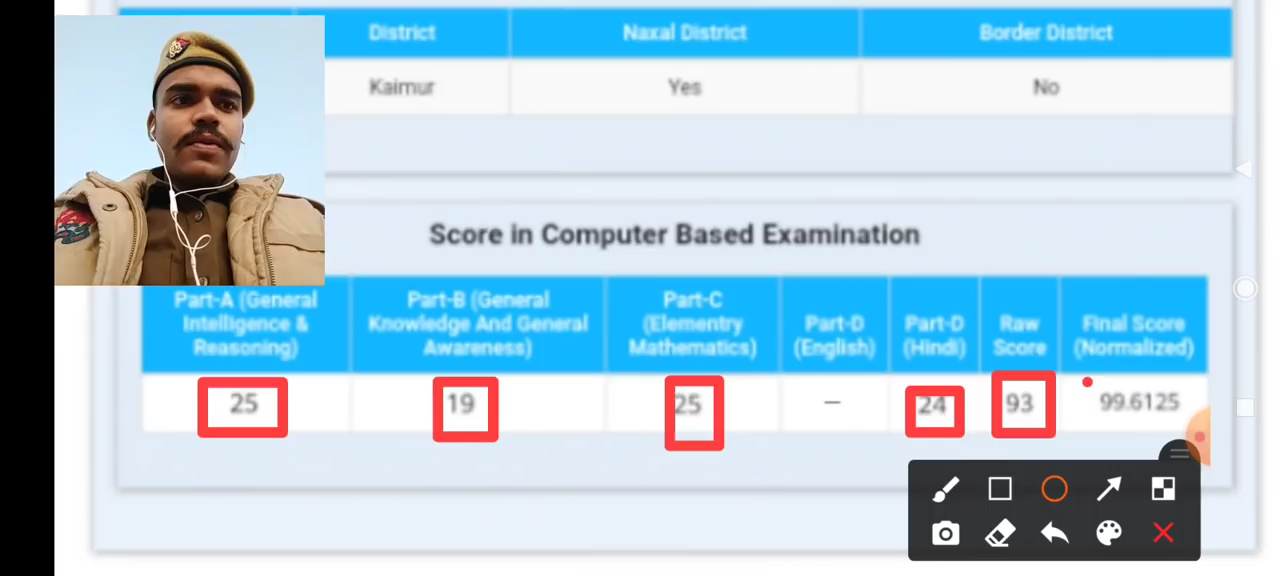 District Naxal District Border District
Kaimur Yes No
Score in Computer Based Examination
Part-A (General Intelligence & Reasoning)
Part-B (General Knowledge And General Awareness)
Part-C (Elementry Mathematics)
Part-D (English)
Part-D (Hindi)
Raw Score
Final Score (Normalized)
25 19 25 — 24 93 99.6125